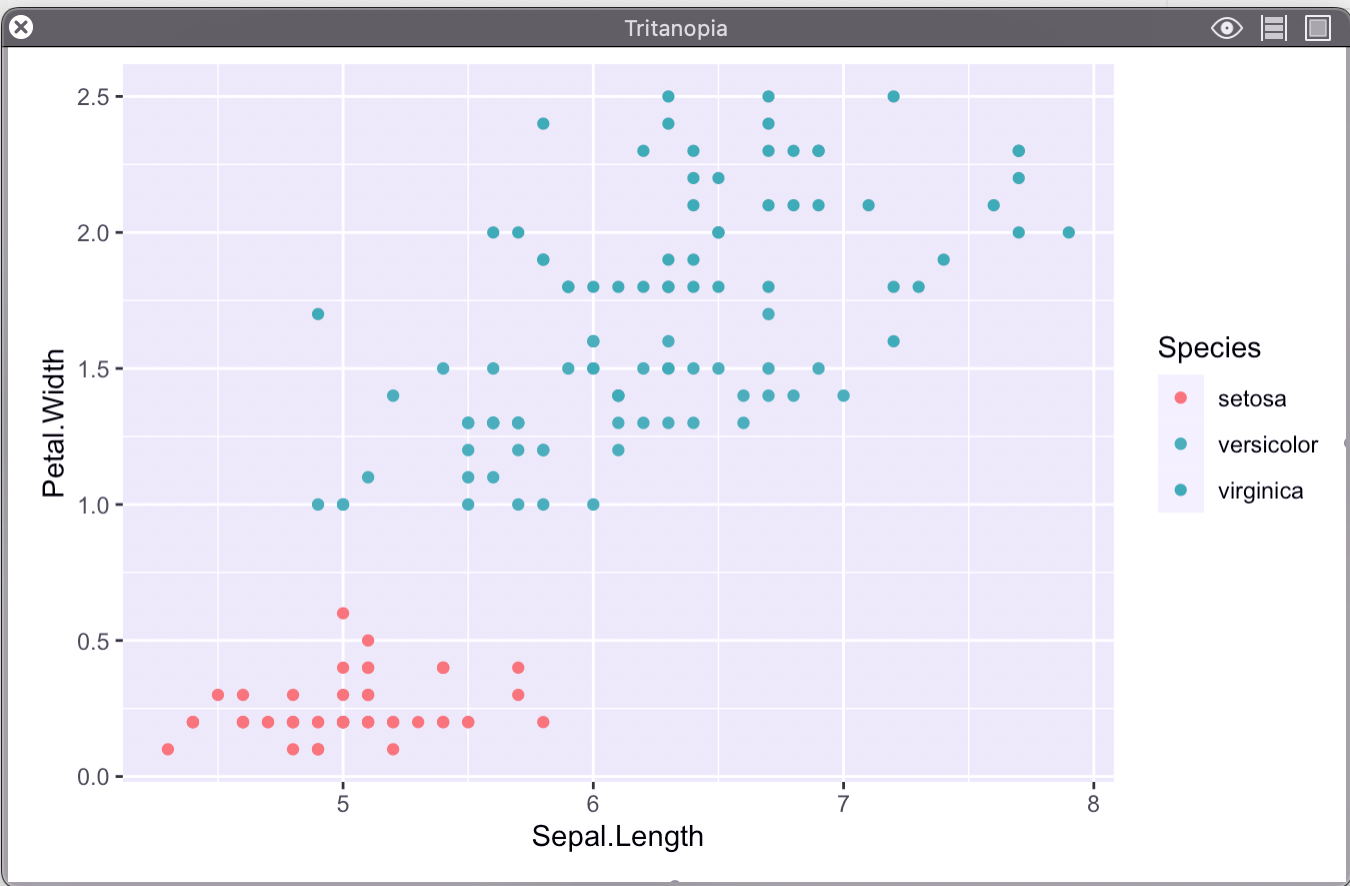 Tritanopia
2.5
2.0
1.5
1.0
0.5
0.0
Petal.Width
5 6 7 8
Sepal.Length
Species
setosa
versicolor
virginica